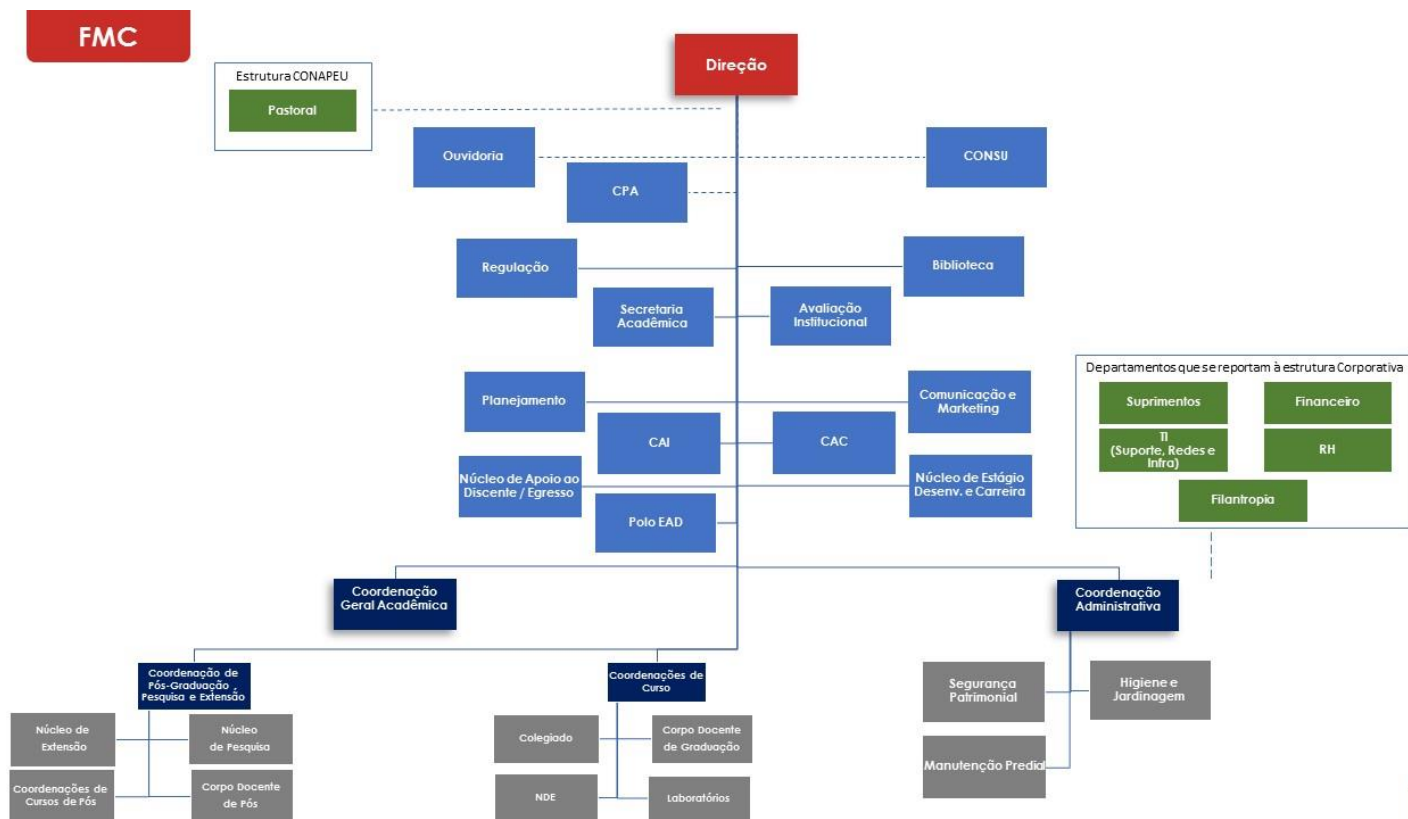 FMC
Direção
Estrutura CONAPEU
Pastoral
Ouvidoria
CONSU
CPA
Regulação
Biblioteca
Secretaria
Acadêmica
Avaliação
Institucional
Planejamento
Comunicação e
Marketing
CAI
CAC
Núcleo de Apoio ao
Discente / Egresso
Núcleo de Estágio
Desenv. e Carreira
Polo EAD
Departamentos que se reportam à estrutura Corporativa
Suprimentos
Financeiro
TI
(Suporte, Redes e
Infra)
RH
Filantropia
Coordenação
Geral Acadêmica
Coordenação
Administrativa
Coordenação de
Pós-Graduação
Pesquisa e Extensão
Núcleo de
Extensão
Núcleo
de Pesquisa
Coordenações de
Cursos de Pós
Corpo Docente
de Pós
Coordenações de
Curso
Colegiado
Corpo Docente
de Graduação
NDE
Laboratórios
Segurança
Patrimonial
Higiene e
Jardinagem
Manutenção Predial